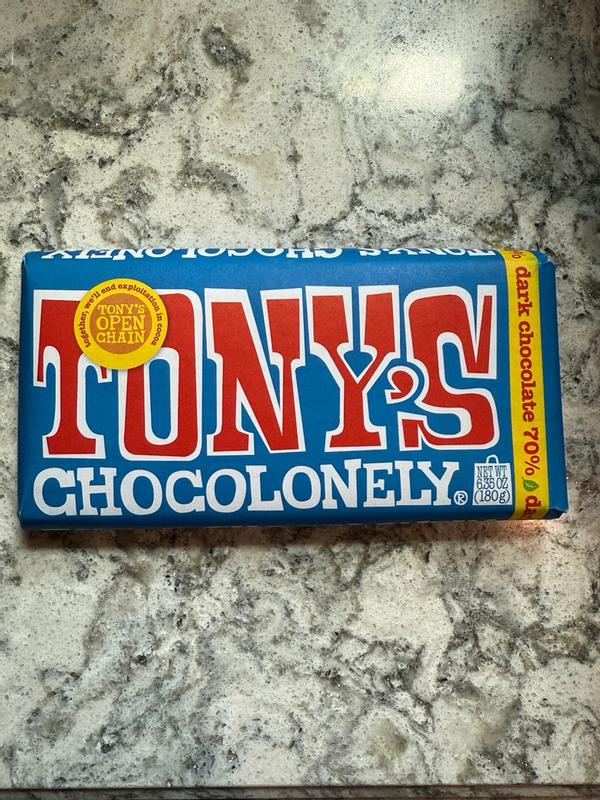 TONY'S CHOCOLONELY
together, we'll end exploitation in cocoa
TONY'S
OPEN
CHAIN
TONY'S
CHOCOLONELY®
NET WT
6.35 OZ
(180g)
% dark chocolate 70% da